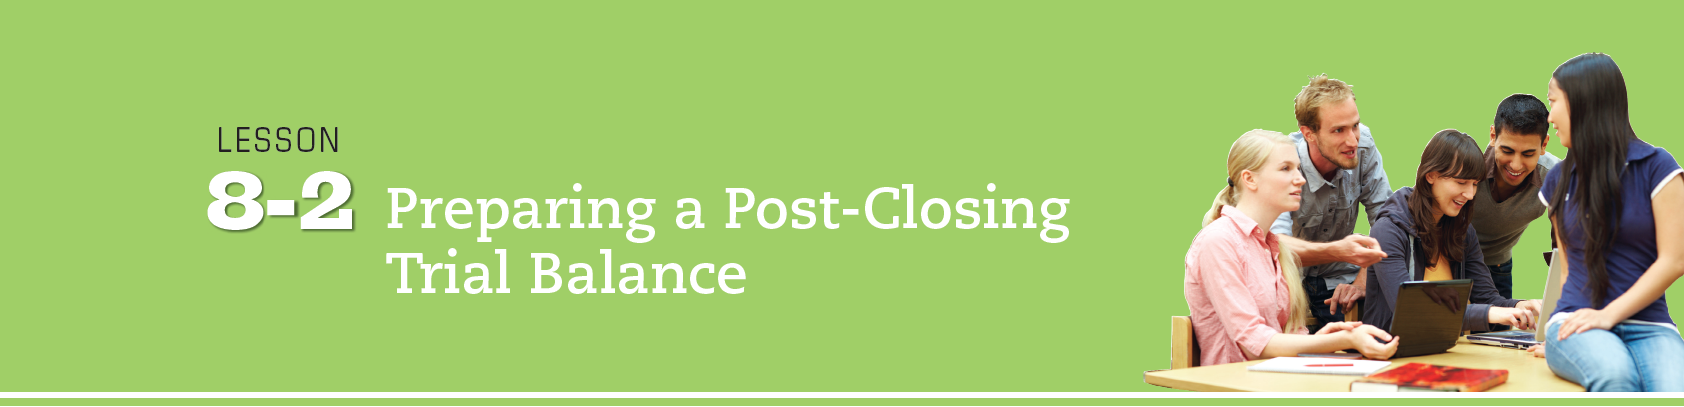 LESSON
8-2 Preparing a Post-Closing
Trial Balance